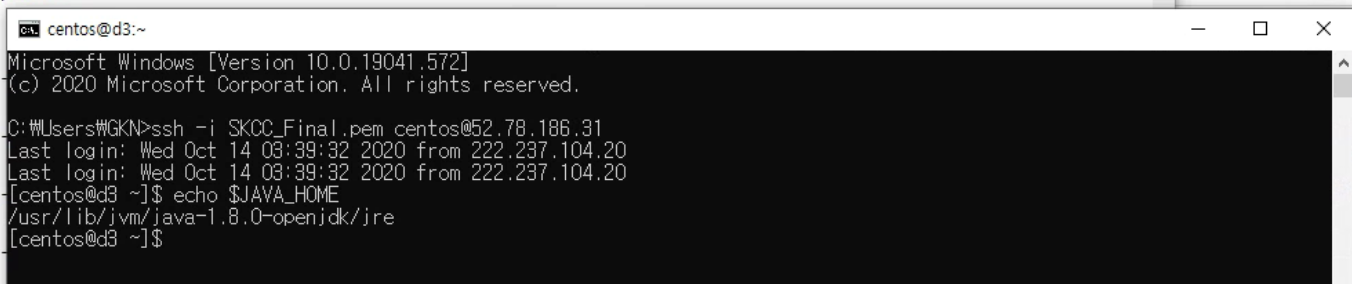 centos@d3:~
Microsoft Windows [Version 10.0.19041.572]
(c) 2020 Microsoft Corporation. All rights reserved.
C:₩Users₩GKN>ssh -i SKCC_Final.pem centos@52.78.186.31
Last login: Wed Oct 14 03:39:32 2020 from 222.237.104.20
Last login: Wed Oct 14 03:39:32 2020 from 222.237.104.20
[centos@d3 ~]$ echo $JAVA_HOME
/usr/lib/jvm/java-1.8.0-openjdk/jre
[centos@d3 ~]$